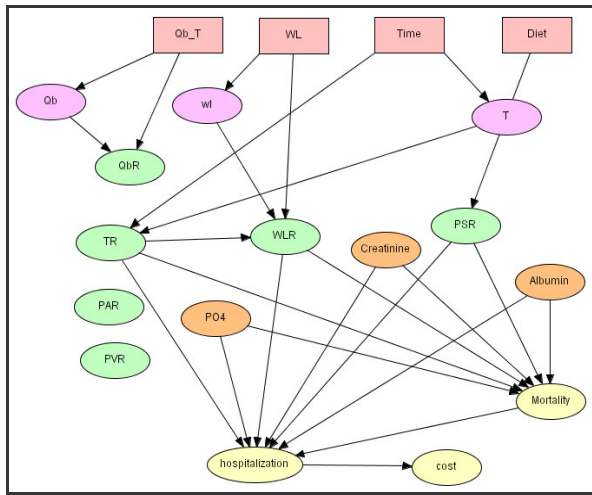 Qb_T
WL
Time
Diet
Qb
wl
T
QbR
TR
WLR
PSR
Creatinine
Albumin
PAR
PO4
PVR
Mortality
hospitalization
cost